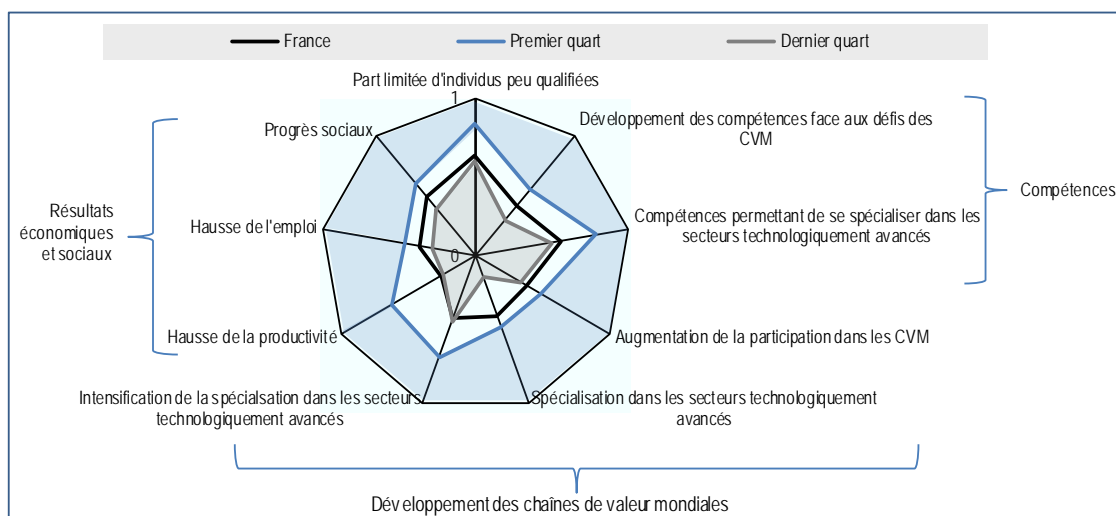 France
Premier quart
Dernier quart
Part limitée d'individus peu qualifiées
1
Progrès sociaux
Développement des compétences face aux défis des
CVM
Compétences
Résultats
économiques
et sociaux
Hausse de l'emploi
Compétences permettant de se spécialiser dans les
secteurs technologiquement avancés
0
Hausse de la productivité
Augmentation de la participation dans les CVM
Intensification de la spécialsation dans les secteurs
technologiquement avancés
Spécialisation dans les secteurs technologiquement
avancés
Développement des chaînes de valeur mondiales